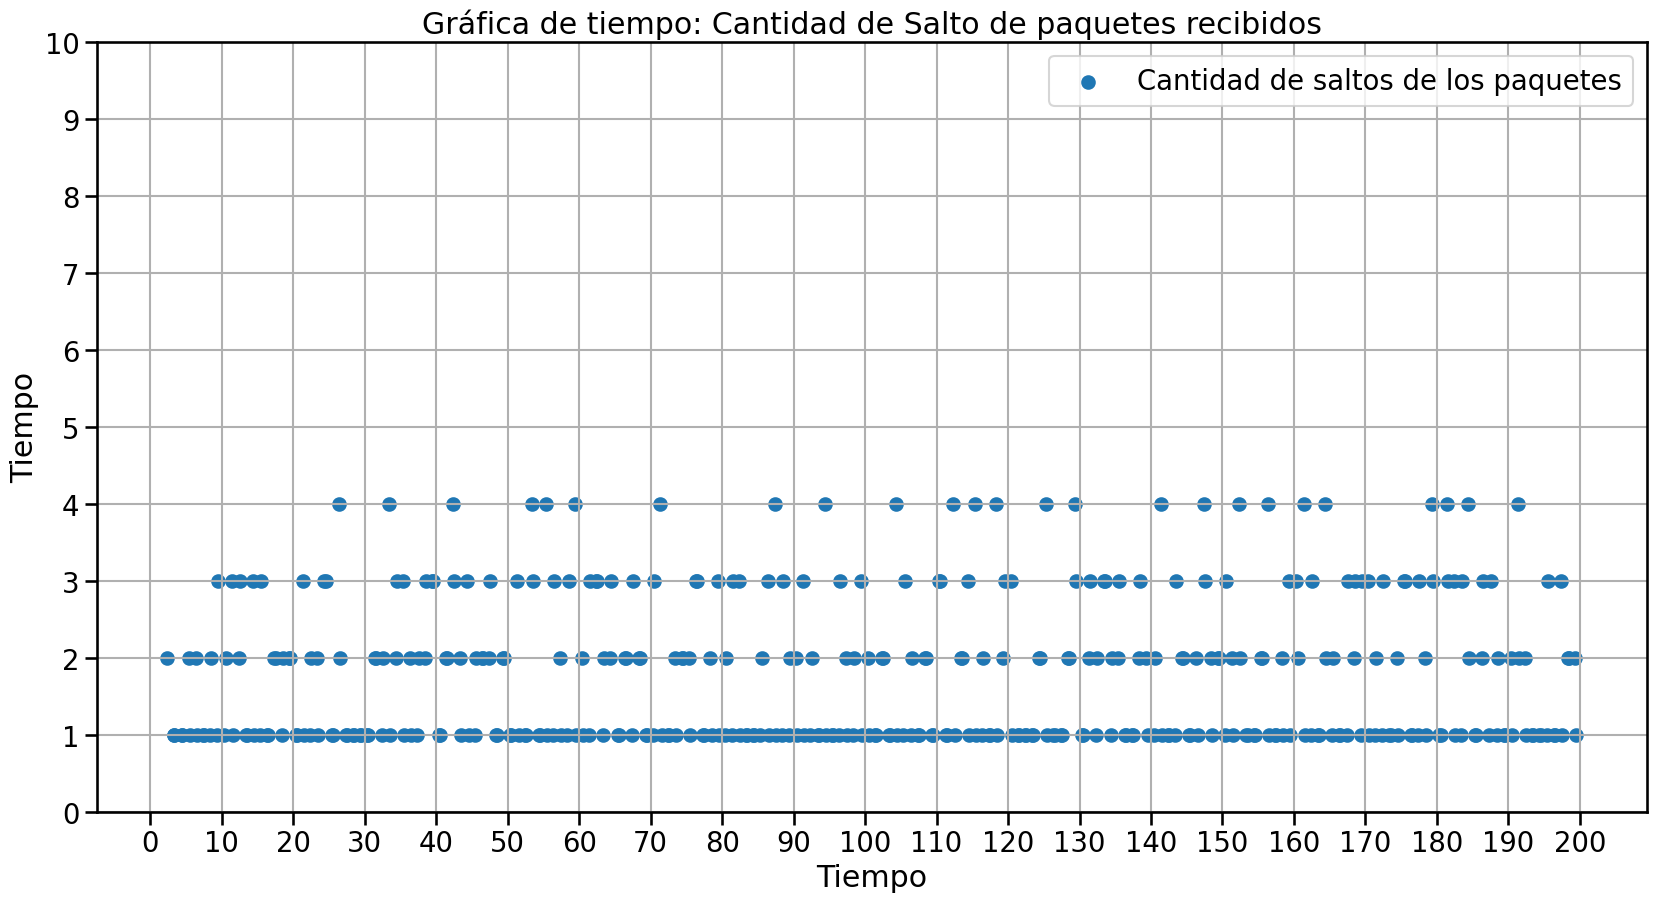 Gráfica de tiempo: Cantidad de Salto de paquetes recibidos
Cantidad de saltos de los paquetes
10
9
8
7
6
5
4
3
2
1
0
Tiempo
0 10 20 30 40 50 60 70 80 90 100 110 120 130 140 150 160 170 180 190 200
Tiempo